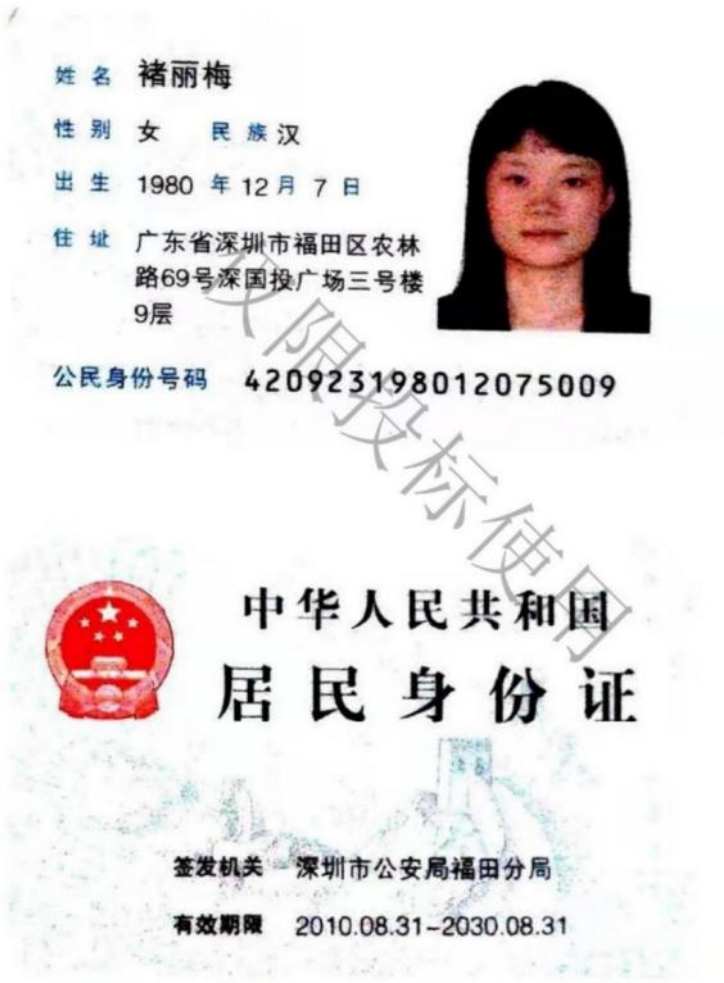 姓名 褚丽梅
性别 女 民族 汉
出生 1980 年 12 月 7 日
住址 广东省深圳市福田区农林
路69号深国投广场三号楼
9层
公民身份号码 420923198012075009
仅限投标使用
中华人民共和国
居民身份证
签发机关 深圳市公安局福田分局
有效期限 2010.08.31-2030.08.31